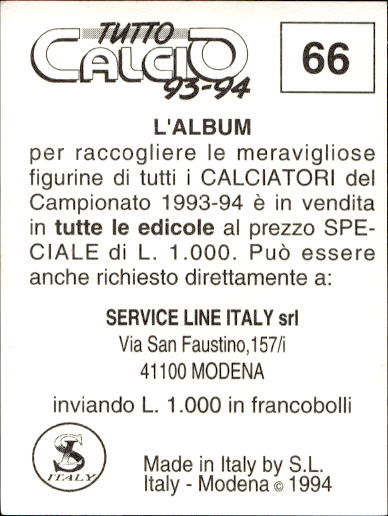 TUTTO
CALCIO
93-94
66
L'ALBUM
per raccogliere le meravigliose
figurine di tutti i CALCIATORI del
Campionato 1993-94 è in vendita
in tutte le edicole al prezzo SPE-
CIALE di L. 1.000. Può essere
anche richiesto direttamente a:
SERVICE LINE ITALY srl
Via San Faustino,157/i
41100 MODENA
inviando L. 1.000 in francobolli
SL
ITALY
Made in Italy by S.L.
Italy - Modena © 1994